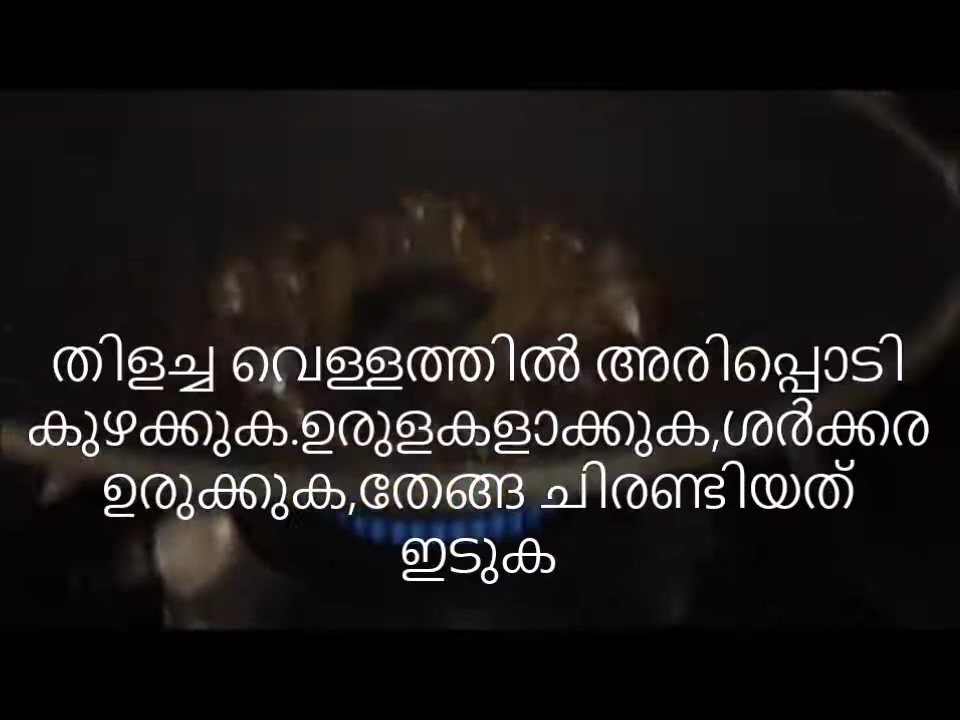 തിളച്ച വെള്ളത്തിൽ അരിപ്പൊടി
കുഴക്കുക.ഉരുളകളാക്കുക,ശർക്കര
ഉരുക്കുക,തേങ്ങ ചിരണ്ടിയത്
ഇടുക